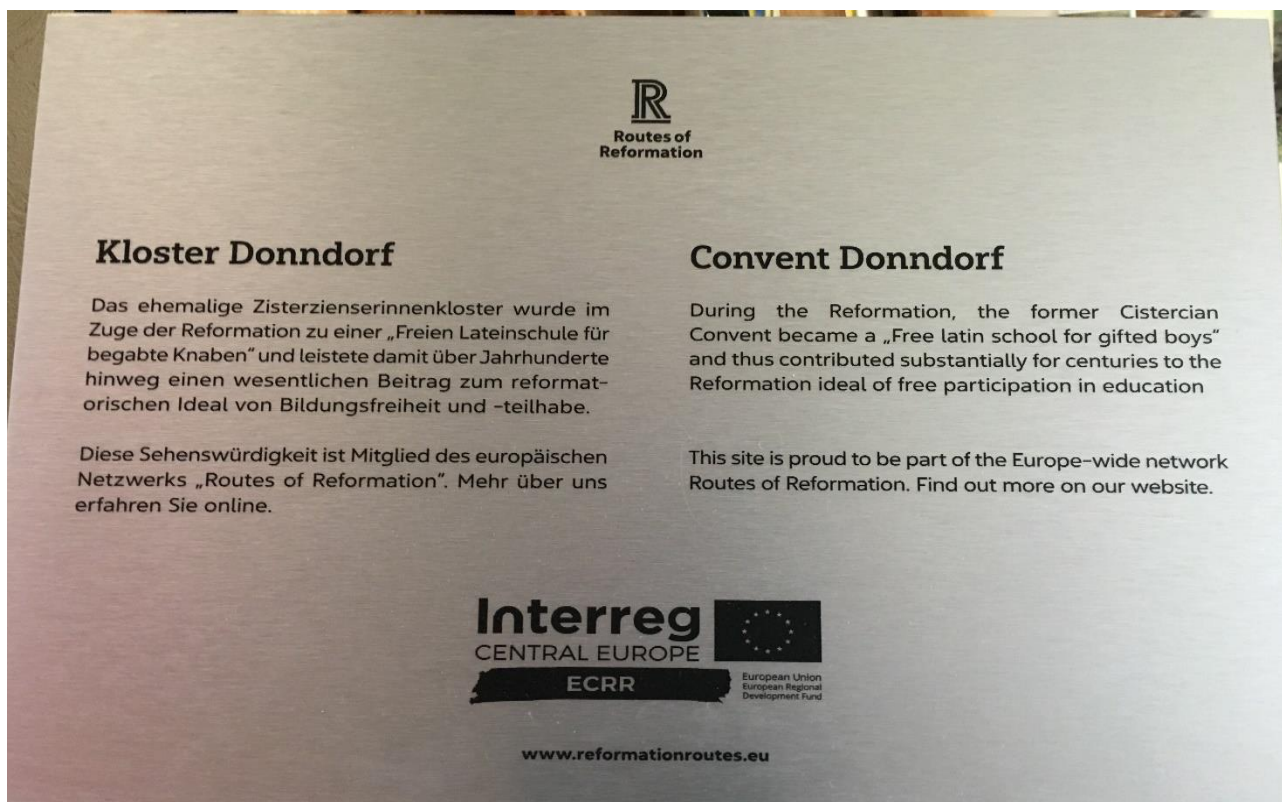 R
Routes of
Reformation
Kloster Donndorf
Das ehemalige Zisterzienserinnenkloster wurde im
Zuge der Reformation zu einer „Freien Lateinschule für
begabte Knaben“ und leistete damit über Jahrhunderte
hinweg einen wesentlichen Beitrag zum reformat-
orischen Ideal von Bildungsfreiheit und -teilhabe.
Diese Sehenswürdigkeit ist Mitglied des europäischen
Netzwerks „Routes of Reformation“. Mehr über uns
erfahren Sie online.
Convent Donndorf
During the Reformation, the former Cistercian
Convent became a „Free latin school for gifted boys“
and thus contributed substantially for centuries to the
Reformation ideal of free participation in education
This site is proud to be part of the Europe-wide network
Routes of Reformation. Find out more on our website.
Interreg
CENTRAL EUROPE
ECRR
European Union
European Regional
Development Fund
www.reformationroutes.eu